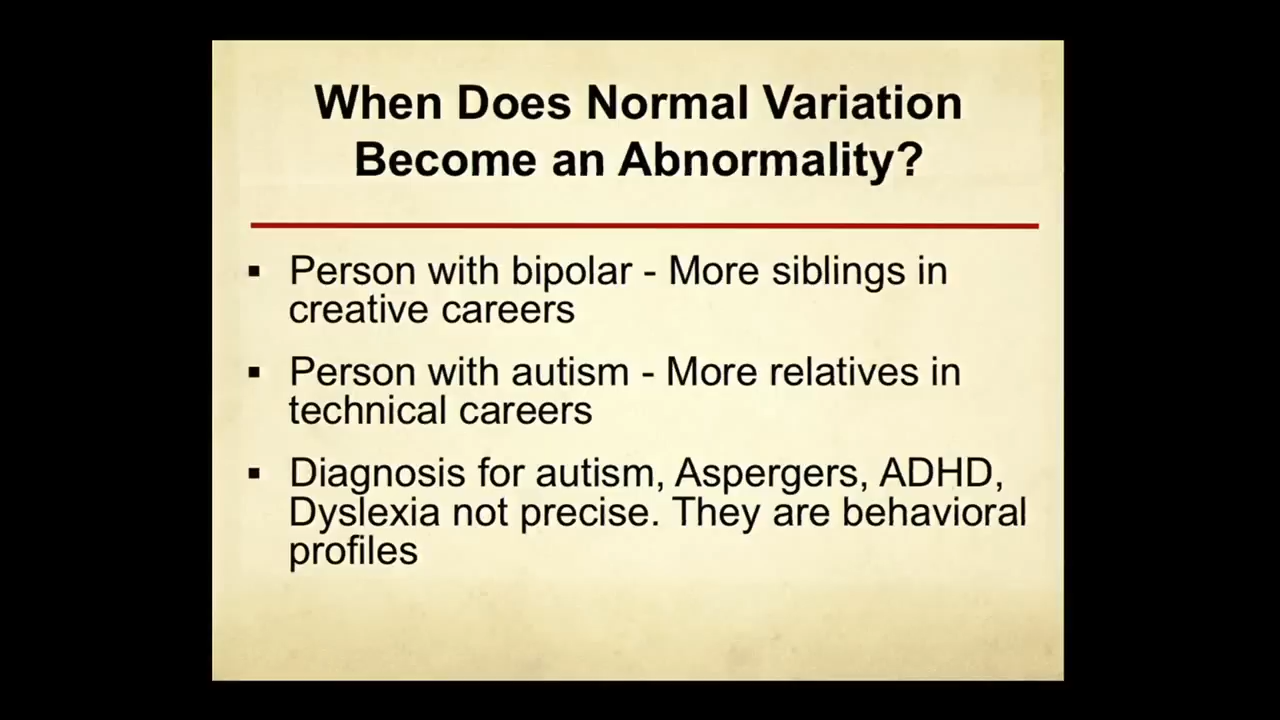 When Does Normal Variation
Become an Abnormality?
▪ Person with bipolar - More siblings in
creative careers
▪ Person with autism - More relatives in
technical careers
▪ Diagnosis for autism, Aspergers, ADHD,
Dyslexia not precise. They are behavioral
profiles